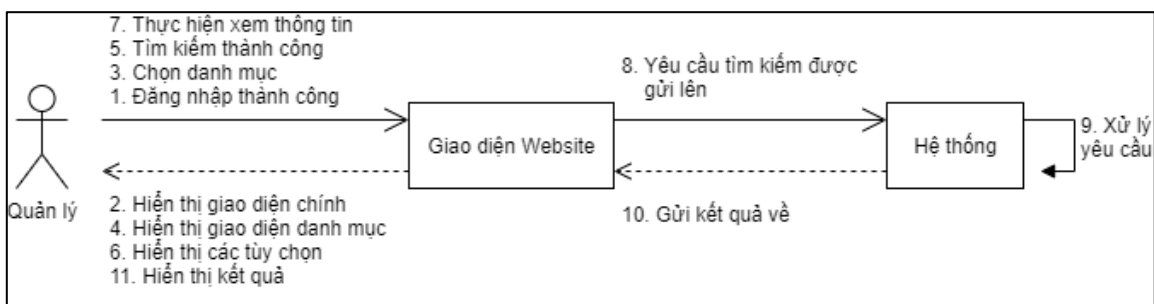 7. Thực hiện xem thông tin
5. Tìm kiếm thành công
3. Chọn danh mục
1. Đăng nhập thành công
8. Yêu cầu tìm kiếm được
gửi lên
Giao diện Website
Hệ thống
9. Xử lý
yêu cầu
Quản lý
2. Hiển thị giao diện chính
4. Hiển thị giao diện danh mục
6. Hiển thị các tùy chọn
11. Hiển thị kết quả
10. Gửi kết quả về